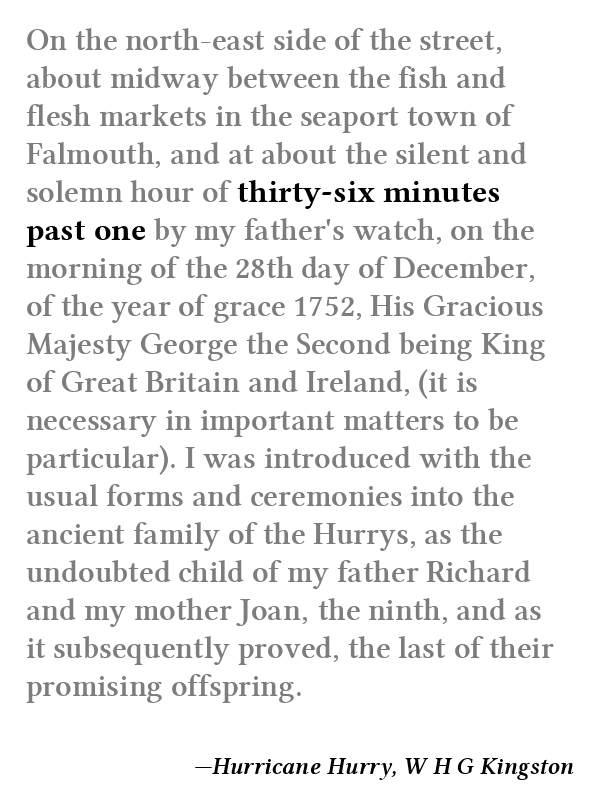 On the north-east side of the street,
about midway between the fish and
flesh markets in the seaport town of
Falmouth, and at about the silent and
solemn hour of thirty-six minutes
past one by my father's watch, on the
morning of the 28th day of December,
of the year of grace 1752, His Gracious
Majesty George the Second being King
of Great Britain and Ireland, (it is
necessary in important matters to be
particular). I was introduced with the
usual forms and ceremonies into the
ancient family of the Hurrys, as the
undoubted child of my father Richard
and my mother Joan, the ninth, and as
it subsequently proved, the last of their
promising offspring.
—Hurricane Hurry, W H G Kingston